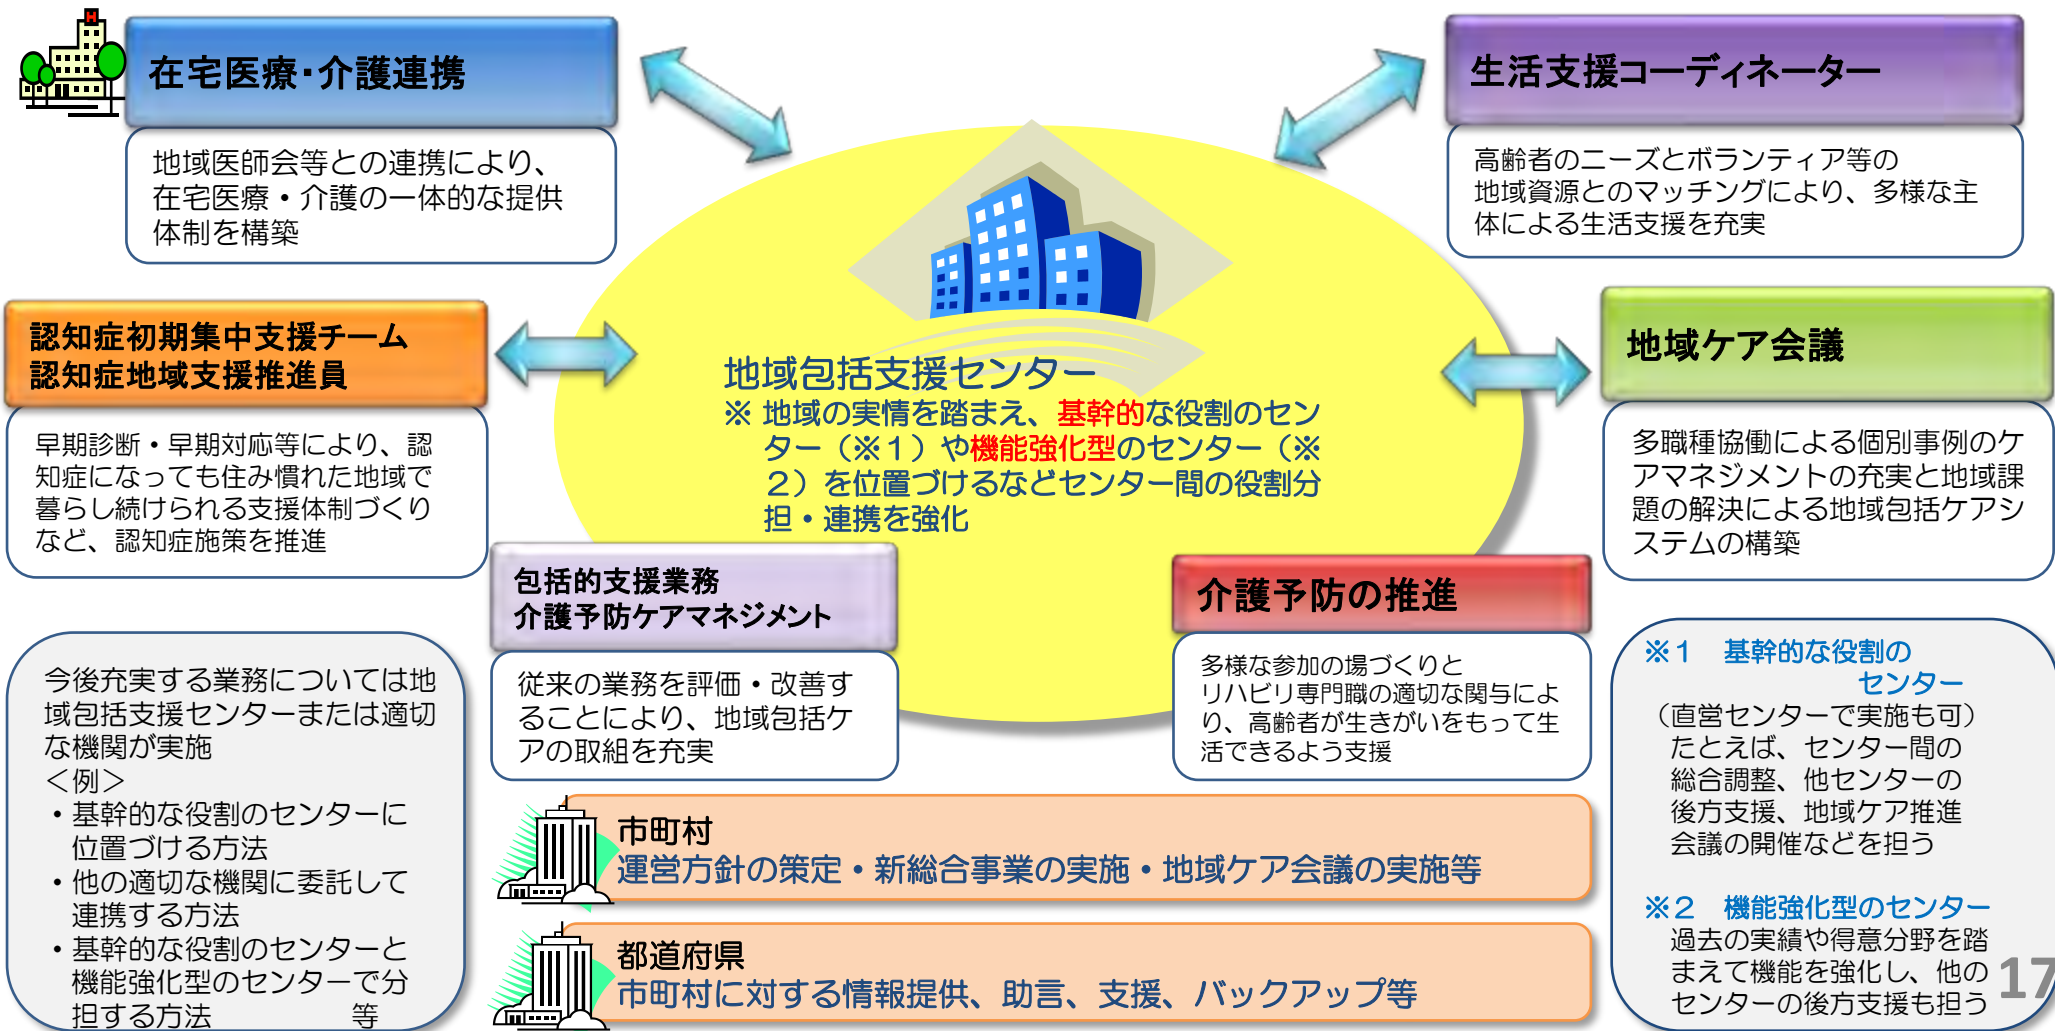 在宅医療・介護連携
地域医師会等との連携により、
在宅医療・介護の一体的な提供
体制を構築
生活支援コーディネーター
高齢者のニーズとボランティア等の
地域資源とのマッチングにより、多様な主
体による生活支援を充実
認知症初期集中支援チーム
認知症地域支援推進員
早期診断・早期対応等により、認
知症になっても住み慣れた地域で
暮らし続けられる支援体制づくり
など、認知症施策を推進
地域包括支援センター
※ 地域の実情を踏まえ、基幹的な役割のセン
ター（※１）や機能強化型のセンター（※
２）を位置づけるなどセンター間の役割分
担・連携を強化
地域ケア会議
多職種協働による個別事例のケ
アマネジメントの充実と地域課
題の解決による地域包括ケアシ
ステムの構築
包括的支援業務
介護予防ケアマネジメント
従来の業務を評価・改善す
ることにより、地域包括ケ
アの取組を充実
介護予防の推進
多様な参加の場づくりと
リハビリ専門職の適切な関与によ
り、高齢者が生きがいをもって生
活できるよう支援
今後充実する業務については地
域包括支援センターまたは適切
な機関が実施
＜例＞
・基幹的な役割のセンターに
位置づける方法
・他の適切な機関に委託して
連携する方法
・基幹的な役割のセンターと
機能強化型のセンターで分
担する方法 等
市町村
運営方針の策定・新総合事業の実施・地域ケア会議の実施等
都道府県
市町村に対する情報提供、助言、支援、バックアップ等
※１ 基幹的な役割の
センター
（直営センターで実施も可）
たとえば、センター間の
総合調整、他センターの
後方支援、地域ケア推進
会議の開催などを担う
※２ 機能強化型のセンター
過去の実績や得意分野を踏
まえて機能を強化し、他の
センターの後方支援も担う
17
H